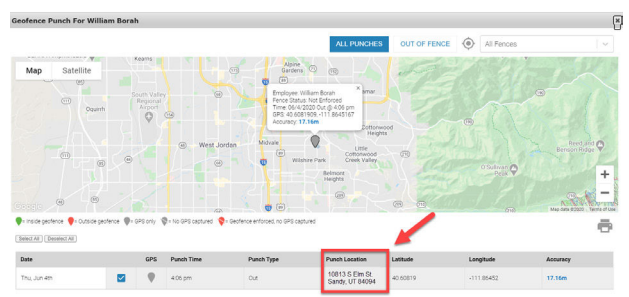 Geofence Punch For William Borah
ALL PUNCHES
OUT OF FENCE
All Fences
Map
Satellite
Kearns
Alpine
Gardens
Oquirrh
South Valley
Regional
Airport
West Jordan
Midvale
Employee: William Borah
Fence Status: Not Enforced
Time: 06/4/2020 Out @ 4:06 pm
GPS: 40.6081909,-111.8645167
Accuracy: 17.16m
Cottonwood
Heights
Little
Cottonwood
Creek Valley
Wilshire Park
Belmont
Heights
O'Sullivan
Peak
Reed and
Benson Ridge
+
−
Google
Map data ©2020
Terms of Use
= Inside geofence
= Outside geofence
= GPS only
= No GPS captured
= Geofence enforced, no GPS captured
Select All
Deselect All
Date
GPS
Punch Time
Punch Type
Punch Location
Latitude
Longitude
Accuracy
Thu, Jun 4th
4:06 pm
Out
10813 S Elm St.
Sandy, UT 84094
40.60819
-111.86452
17.16m